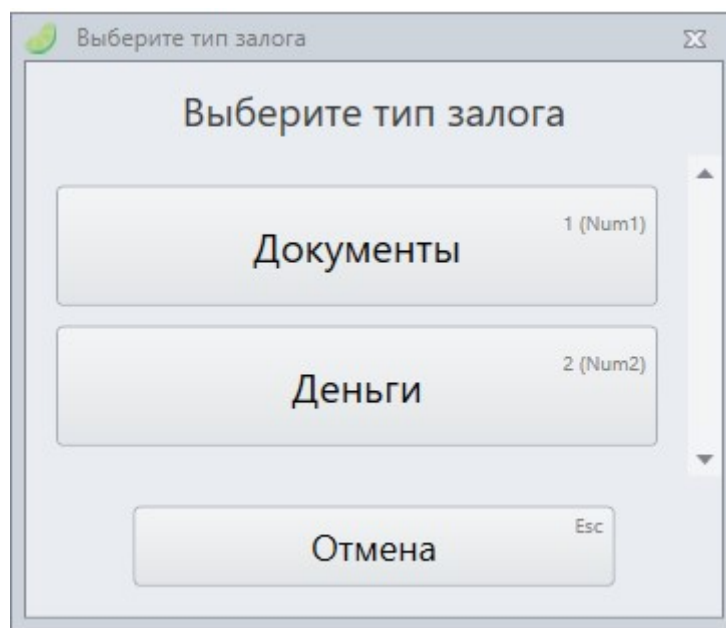 Выберите тип залога
Выберите тип залога
1 (Num1)
Документы
2 (Num2)
Деньги
Esc
Отмена